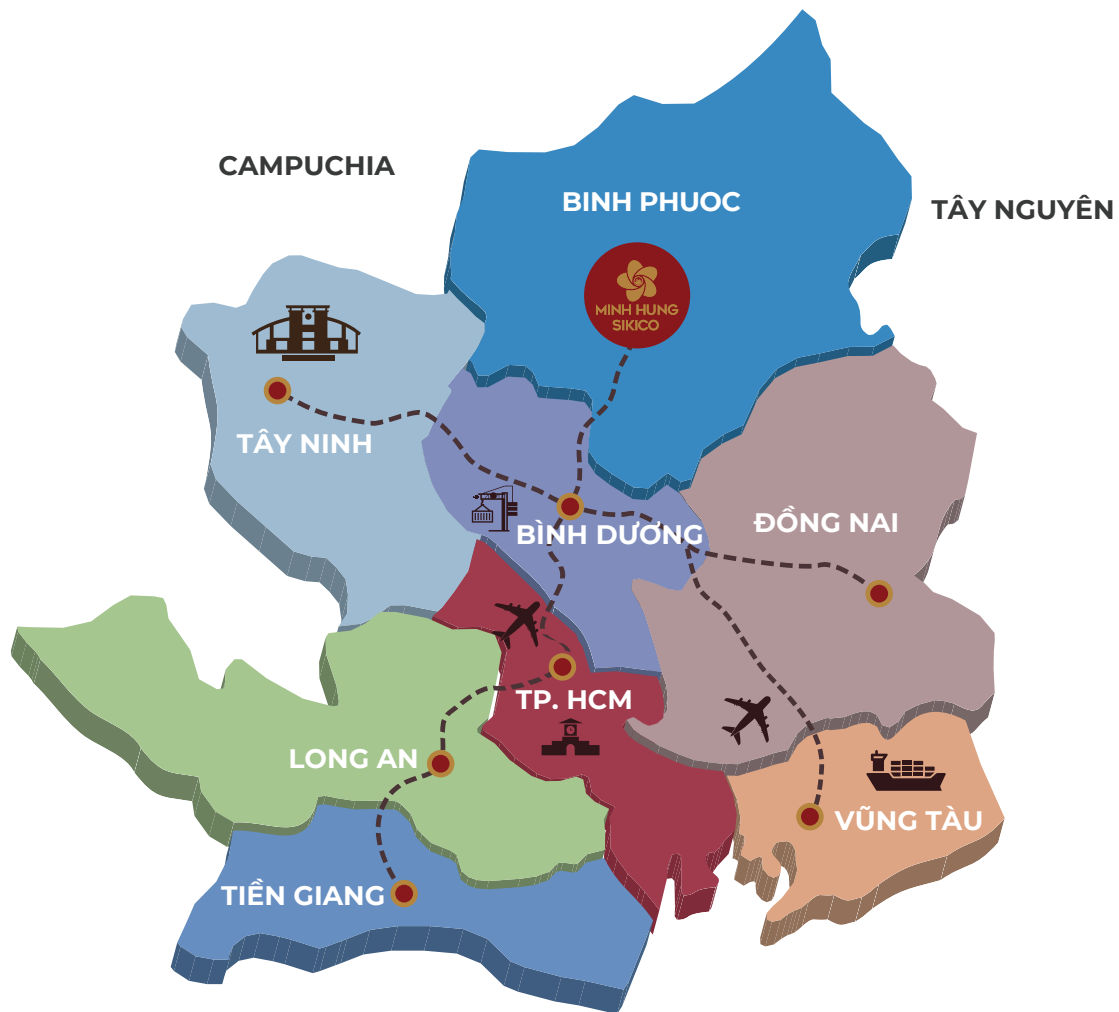 CAMPUCHIA
BINH PHUOC
TÂY NGUYÊN
MINH HUNG
SIKICO
TÂY NINH
BÌNH DƯƠNG
ĐỒNG NAI
TP. HCM
LONG AN
VŨNG TÀU
TIỀN GIANG